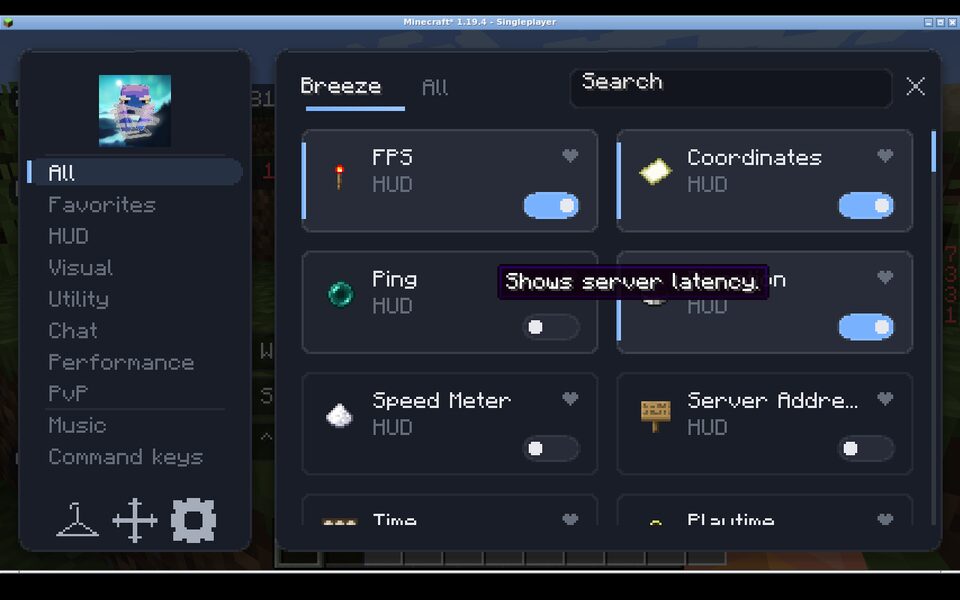 Minecraft* 1.19.4 - Singleplayer
Breeze
All
Search
All
Favorites
HUD
Visual
Utility
Chat
Performance
PvP
Music
Command keys
FPS
HUD
Coordinates
HUD
Ping
HUD
Shows server latency.
HUD
Speed Meter
HUD
Server Addre...
HUD
Time
Playtime